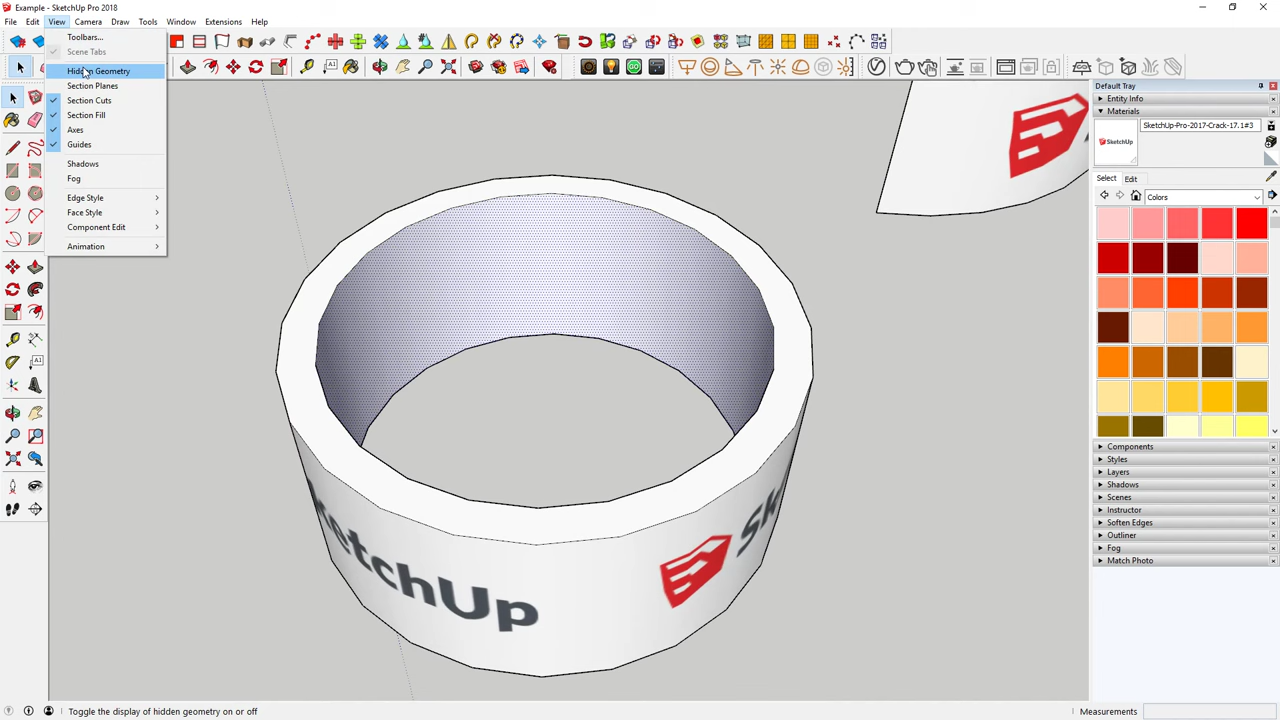 Example - SketchUp Pro 2018
File Edit View Camera Draw Tools Window Extensions Help
Toolbars...
Scene Tabs
Hidden Geometry
Section Planes
Section Cuts
Section Fill
Axes
Guides
Shadows
Fog
Edge Style
Face Style
Component Edit
Animation
Default Tray
Entity Info
Materials
SketchUp-Pro-2017-Crack-17.1#3
SketchUp
Select Edit
Colors
Components
Styles
Layers
Shadows
Scenes
Instructor
Soften Edges
Outliner
Fog
Match Photo
SketchUp
Sk
Toggle the display of hidden geometry on or off
Measurements